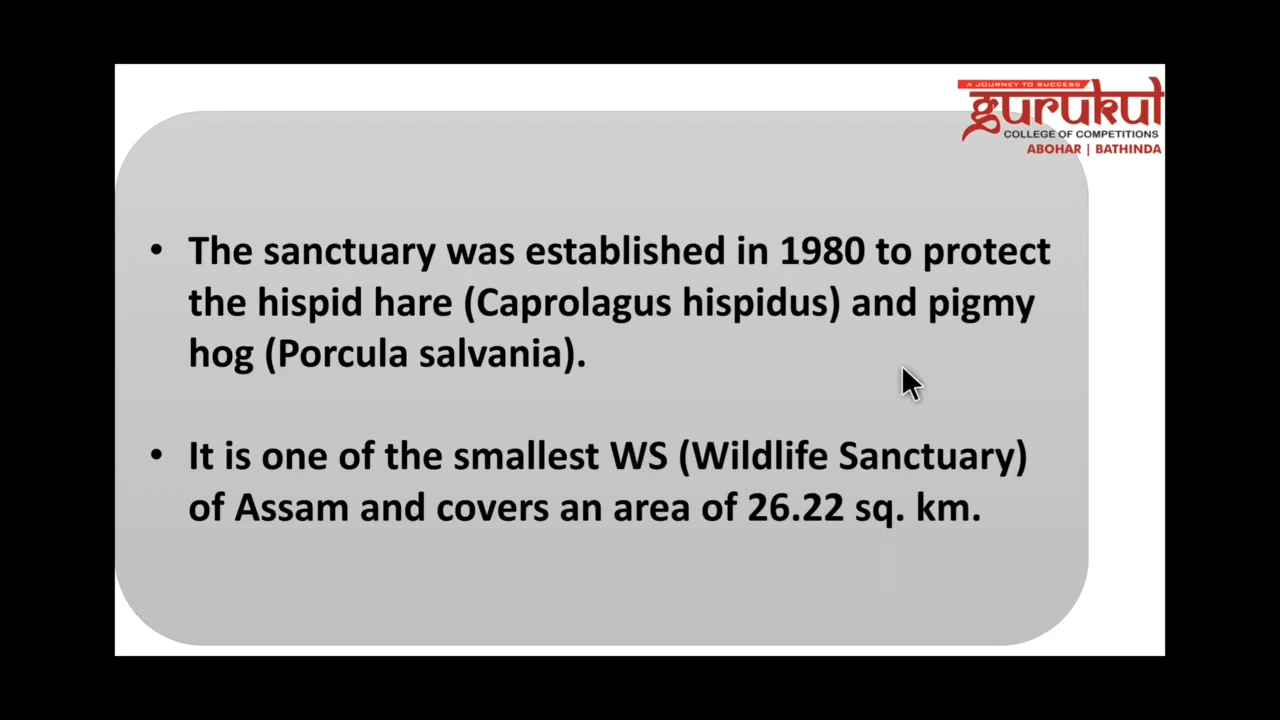 A JOURNEY TO SUCCESS
gurukul
COLLEGE OF COMPETITIONS
ABOHAR | BATHINDA
• The sanctuary was established in 1980 to protect
the hispid hare (Caprolagus hispidus) and pigmy
hog (Porcula salvania).
• It is one of the smallest WS (Wildlife Sanctuary)
of Assam and covers an area of 26.22 sq. km.